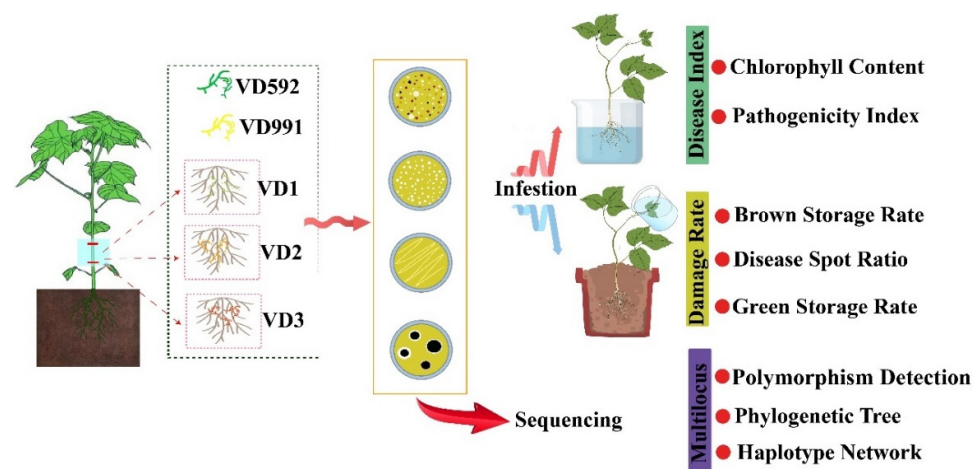 VD592
VD991
VD1
VD2
VD3
Infestion
Sequencing
Disease Index
Chlorophyll Content
Pathogenicity Index
Damage Rate
Brown Storage Rate
Disease Spot Ratio
Green Storage Rate
Multilocus
Polymorphism Detection
Phylogenetic Tree
Haplotype Network